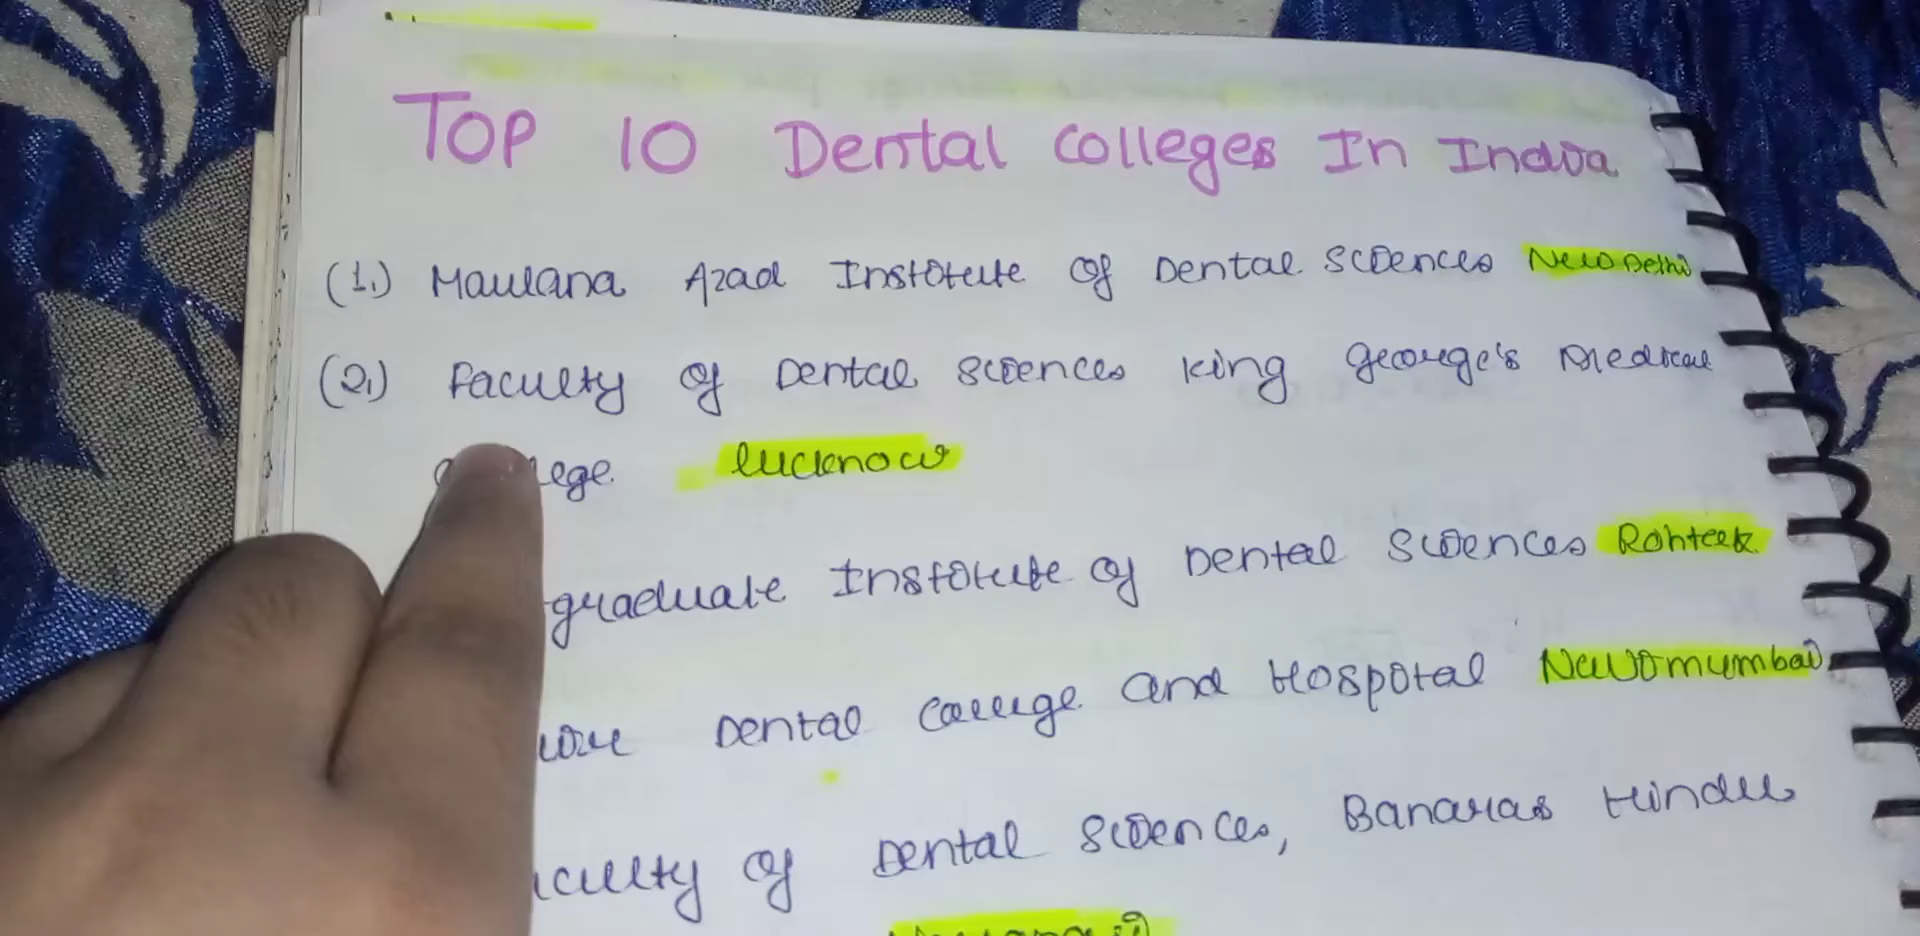 TOP 10 Dental Colleges In India
(1.) Maulana Azad Institute of Dental Sciences New Delhi
(2.) Faculty of Dental Sciences King George's Medical
lege. lucknow
graduate Institute of Dental Sciences Rohtak
Dental College and Hospital Navi mumbai
culty of Dental Sciences, Banaras Hindu